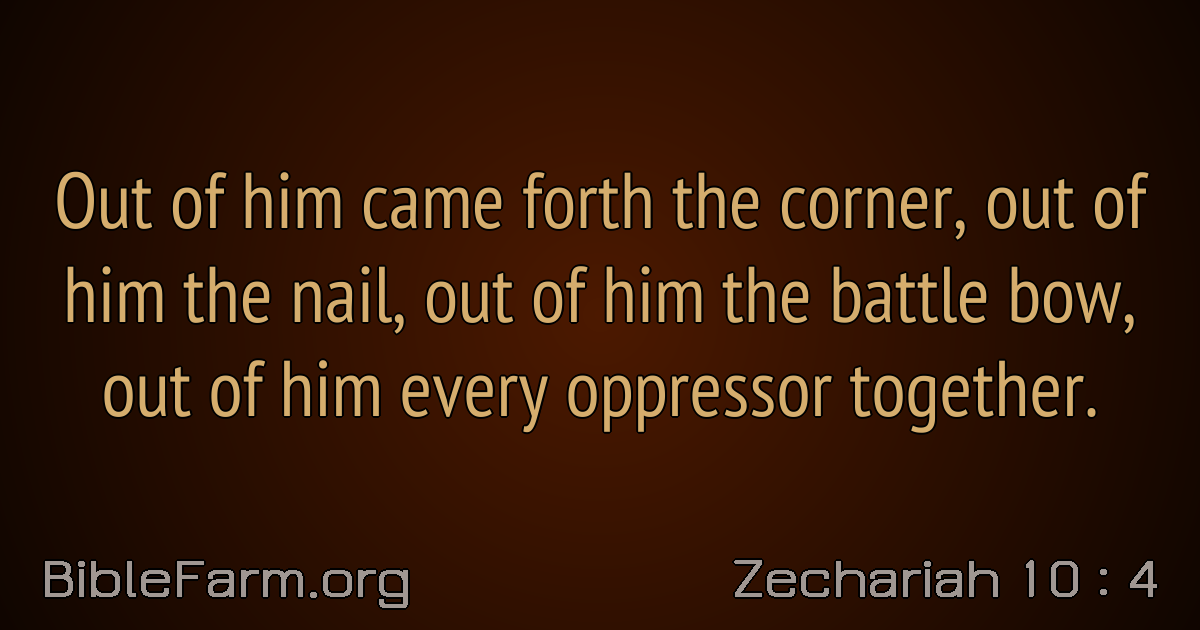 Out of him came forth the corner, out of
him the nail, out of him the battle bow,
out of him every oppressor together.
BibleFarm.org
Zechariah 10 : 4